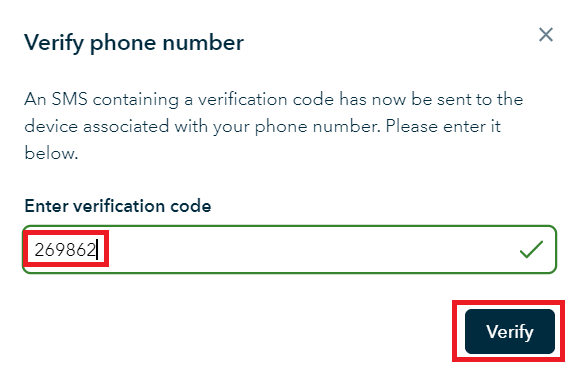 Verify phone number
An SMS containing a verification code has now be sent to the
device associated with your phone number. Please enter it
below.
Enter verification code
269862
Verify